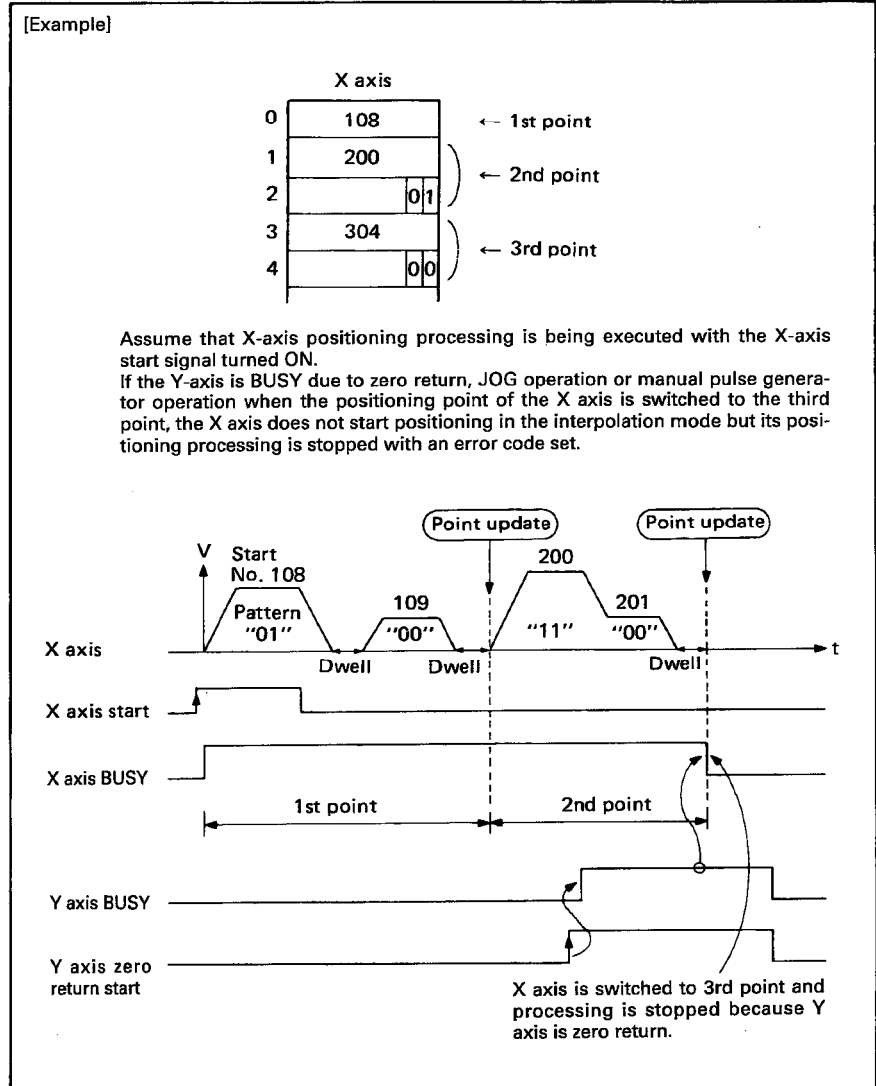 [Example]
X axis
0 108 ← 1st point
1 200
← 2nd point
2 0 1
3 304
← 3rd point
4 0 0
Assume that X-axis positioning processing is being executed with the X-axis
start signal turned ON.
If the Y-axis is BUSY due to zero return, JOG operation or manual pulse genera-
tor operation when the positioning point of the X axis is switched to the third
point, the X axis does not start positioning in the interpolation mode but its posi-
tioning processing is stopped with an error code set.
Point update Point update
V Start
No. 108
200
Pattern
"01"
109
"00"
"11"
201
"00"
X axis
Dwell Dwell Dwell
t
X axis start
X axis BUSY
1st point 2nd point
Y axis BUSY
Y axis zero
return start
X axis is switched to 3rd point and
processing is stopped because Y
axis is zero return.